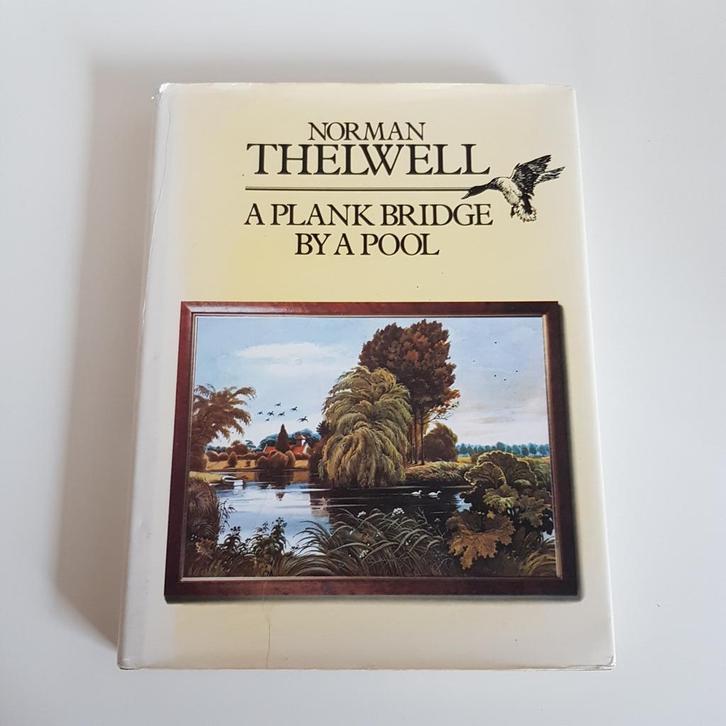 NORMAN
THELWELL
A PLANK BRIDGE
BY A POOL